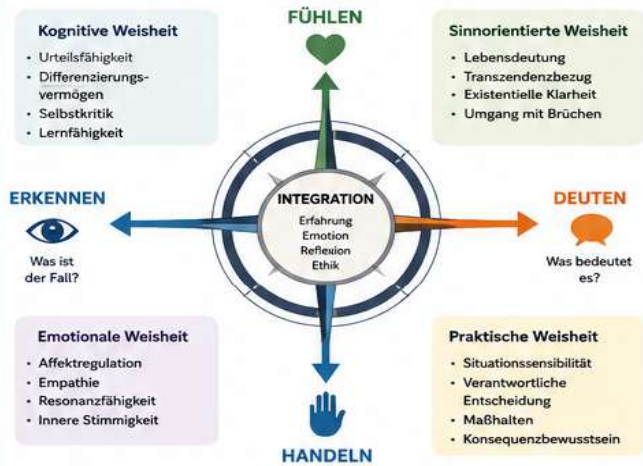 FÜHLEN
Kognitive Weisheit
• Urteilsfähigkeit
• Differenzierungs-
vermögen
• Selbstkritik
• Lernfähigkeit
Sinnorientierte Weisheit
• Lebensdeutung
• Transzendenzbezug
• Existentielle Klarheit
• Umgang mit Brüchen
ERKENNEN
Was ist
der Fall?
INTEGRATION
Erfahrung
Emotion
Reflexion
Ethik
DEUTEN
Was bedeutet
es?
Emotionale Weisheit
• Affektregulation
• Empathie
• Resonanzfähigkeit
• Innere Stimmigkeit
Praktische Weisheit
• Situationssensibilität
• Verantwortliche
Entscheidung
• Maßhalten
• Konsequenzbewusstsein
HANDELN